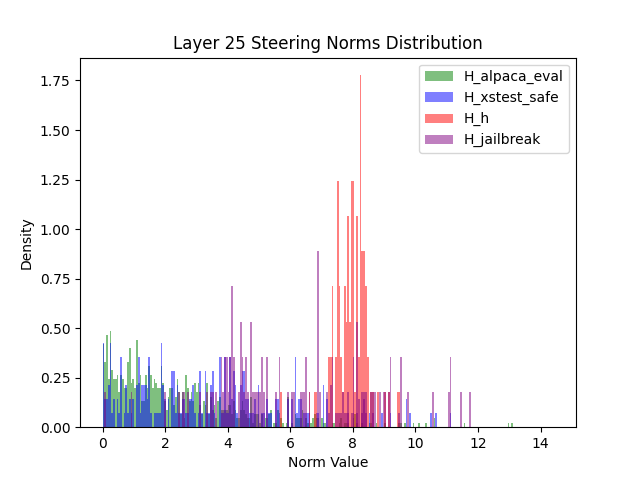 Layer 25 Steering Norms Distribution
H_alpaca_eval
H_xstest_safe
H_h
H_jailbreak
Density
1.75
1.50
1.25
1.00
0.75
0.50
0.25
0.00
0 2 4 6 8 10 12 14
Norm Value